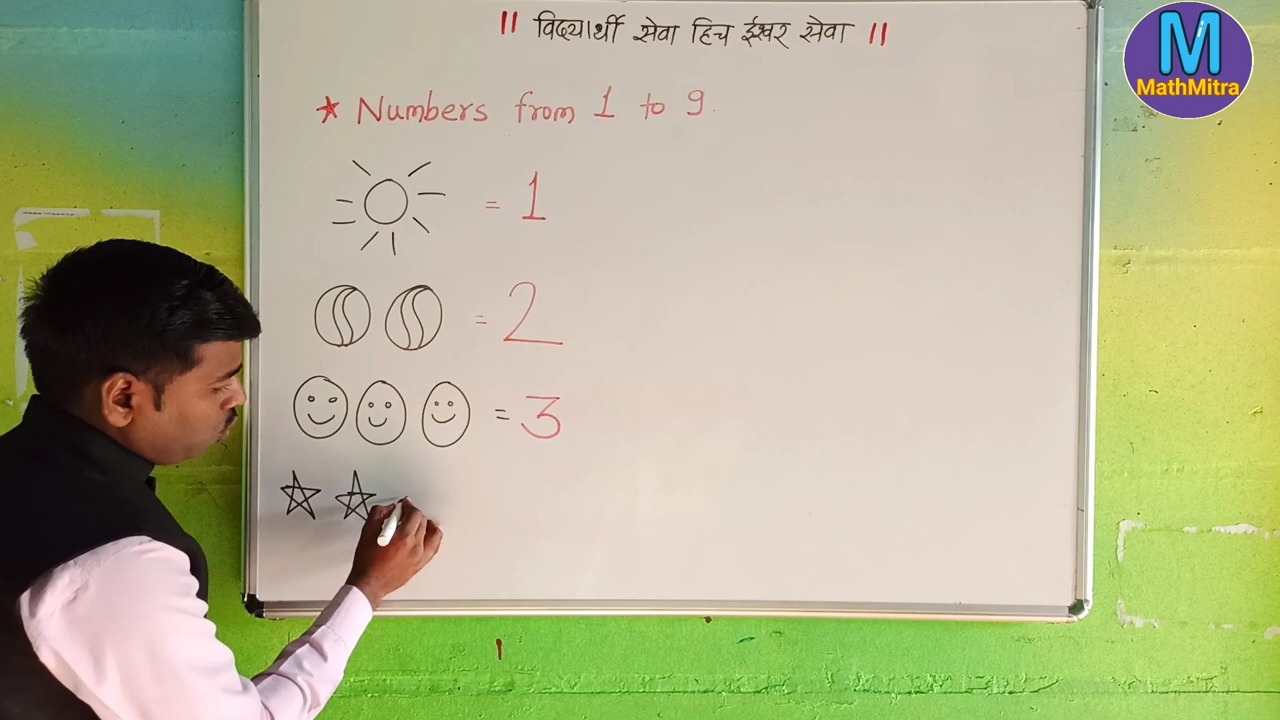 || विद्यार्थी सेवा हिच ईश्वर सेवा ||
M
MathMitra
★ Numbers from 1 to 9.
= 1
= 2
= 3